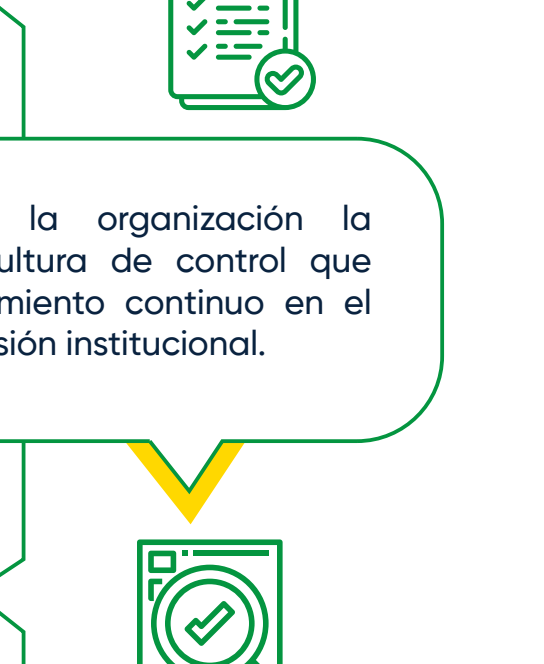 la organización la
ultura de control que
miento continuo en el
sión institucional.